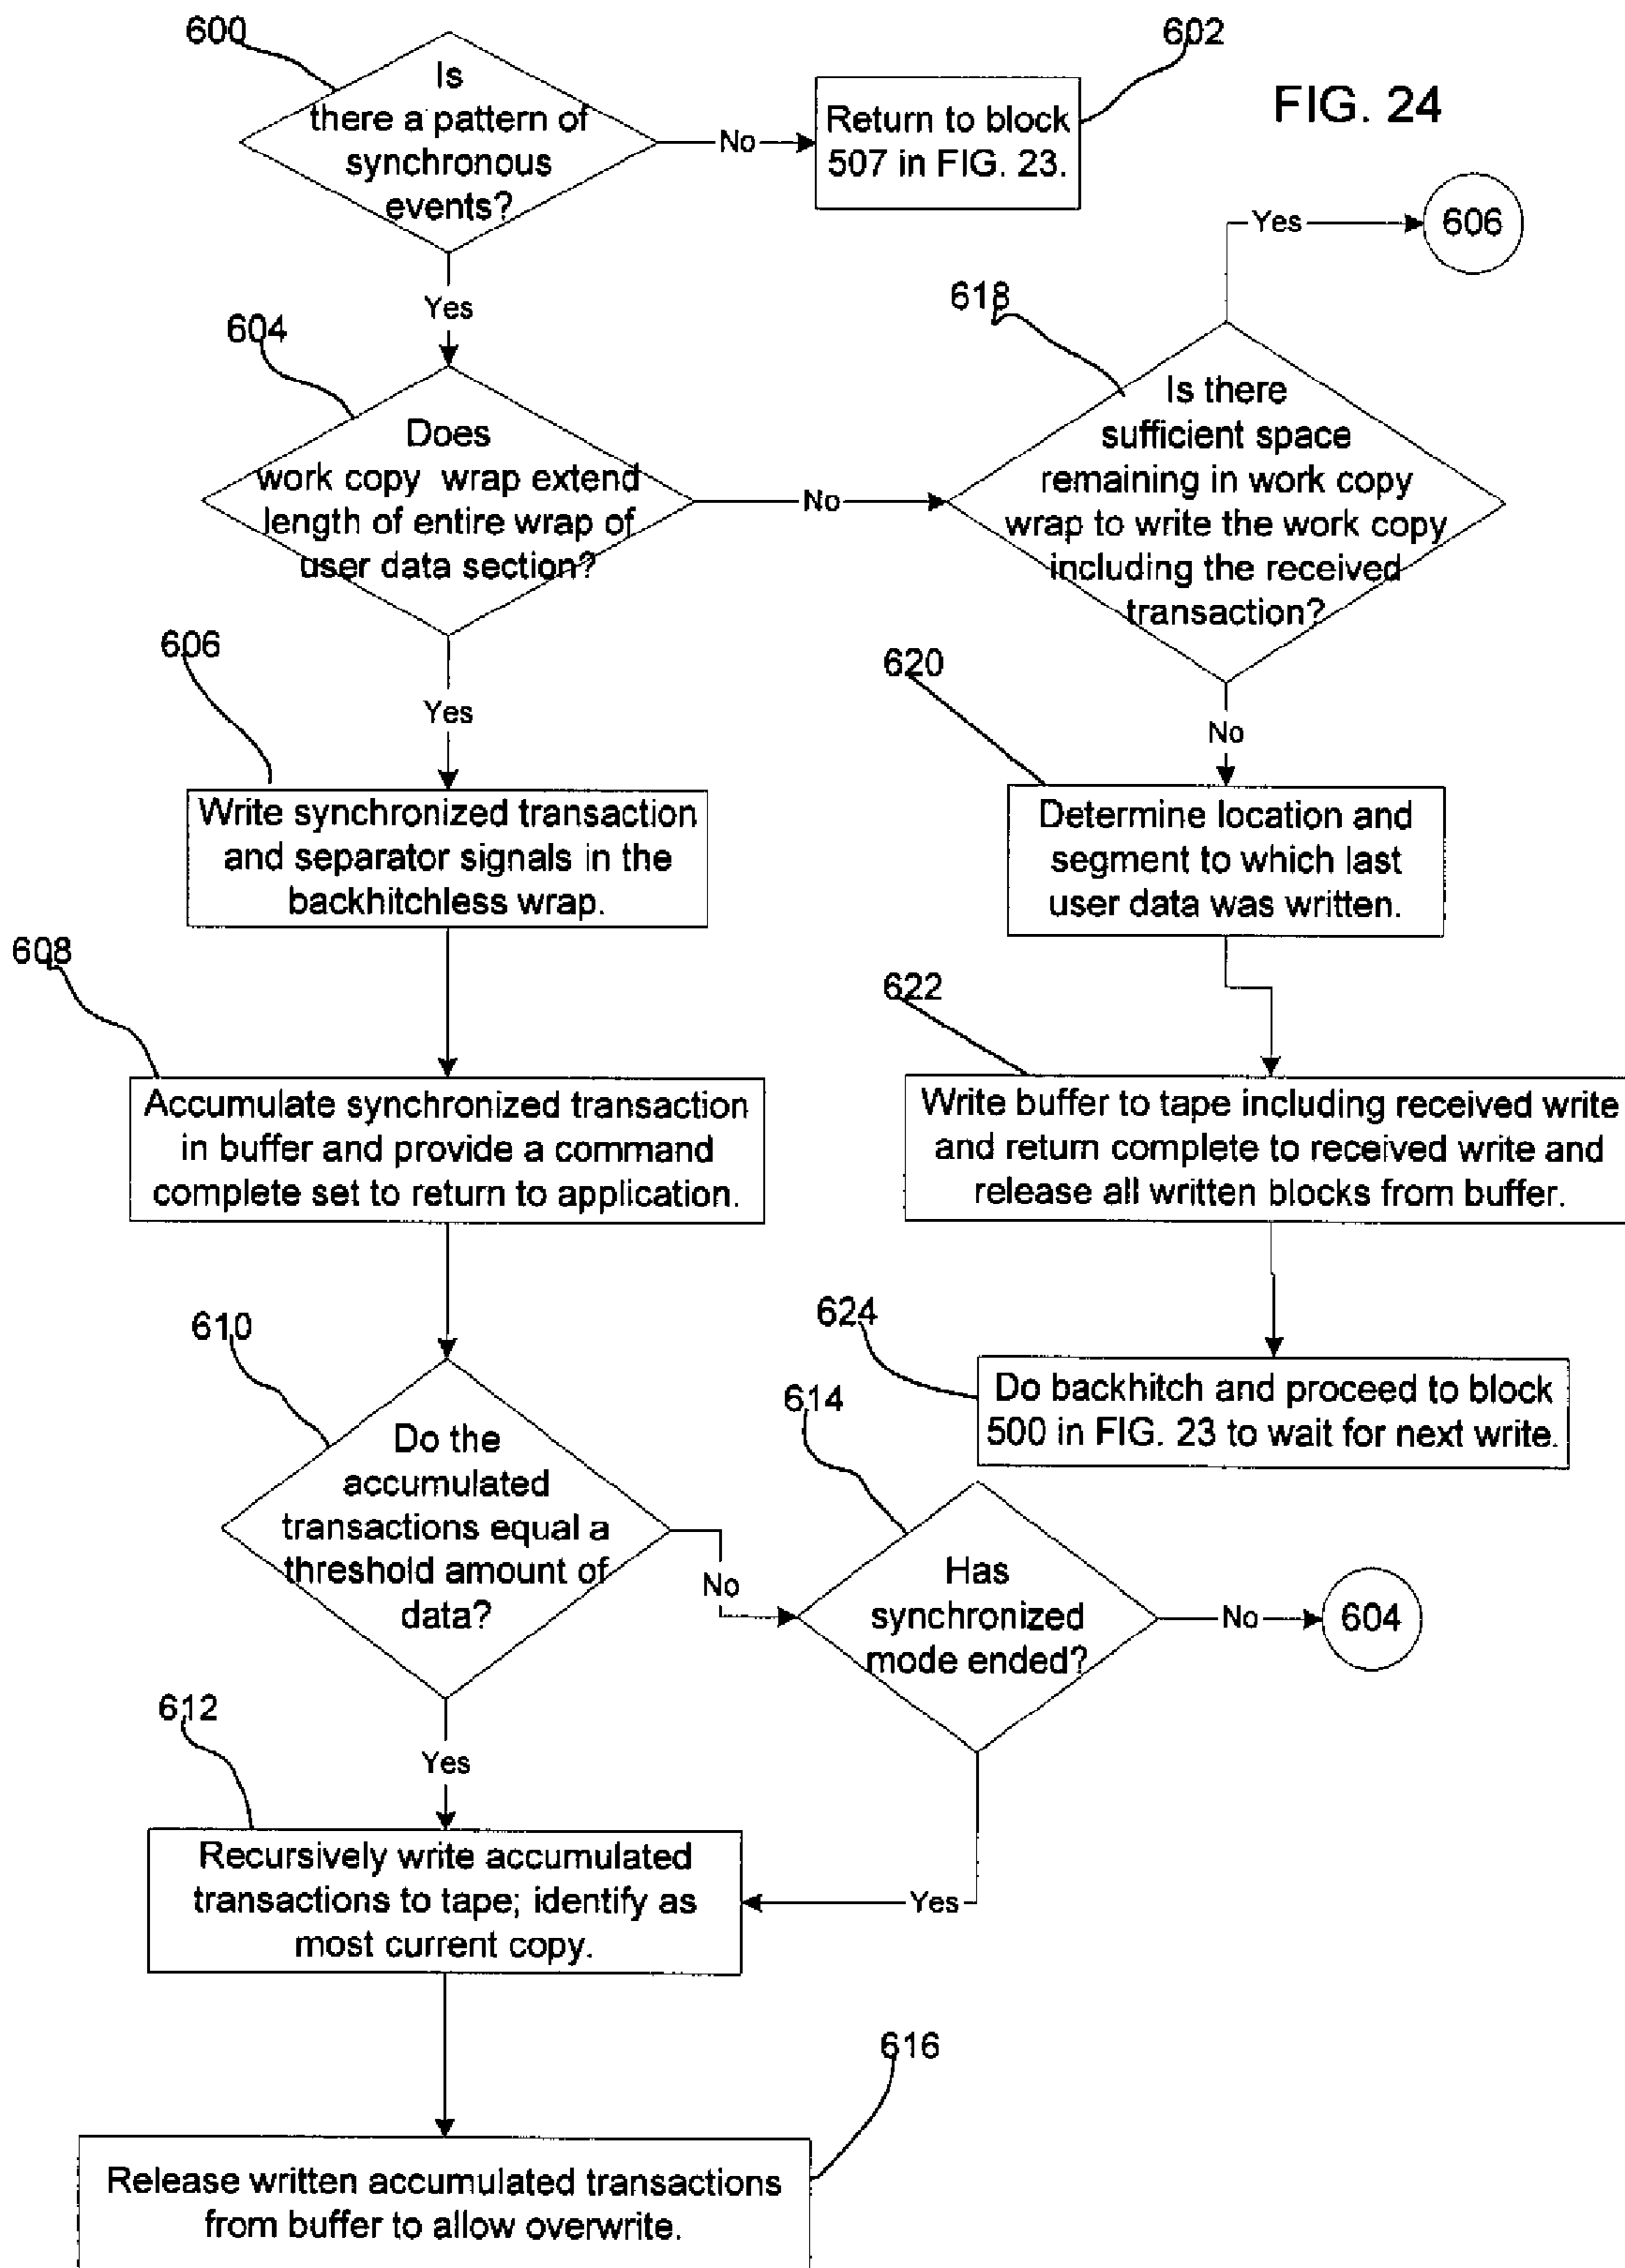 600
602
FIG. 24
Is
there a pattern of
synchronous
events?
No
Return to block
507 in FIG. 23.
Yes
606
Yes
618
604
Does
work copy wrap extend
length of entire wrap of
user data section?
No
Is there
sufficient space
remaining in work copy
wrap to write the work copy
including the received
transaction?
606
Yes
620
No
Write synchronized transaction
and separator signals in the
backhitchless wrap.
Determine location and
segment to which last
user data was written.
608
622
Accumulate synchronized transaction
in buffer and provide a command
complete set to return to application.
Write buffer to tape including received write
and return complete to received write and
release all written blocks from buffer.
610
624
Do backhitch and proceed to block
500 in FIG. 23 to wait for next write.
614
Do the
accumulated
transactions equal a
threshold amount of
data?
No
Has
synchronized
mode ended?
No
604
612
Yes
Yes
Recursively write accumulated
transactions to tape; identify as
most current copy.
616
Release written accumulated transactions
from buffer to allow overwrite.